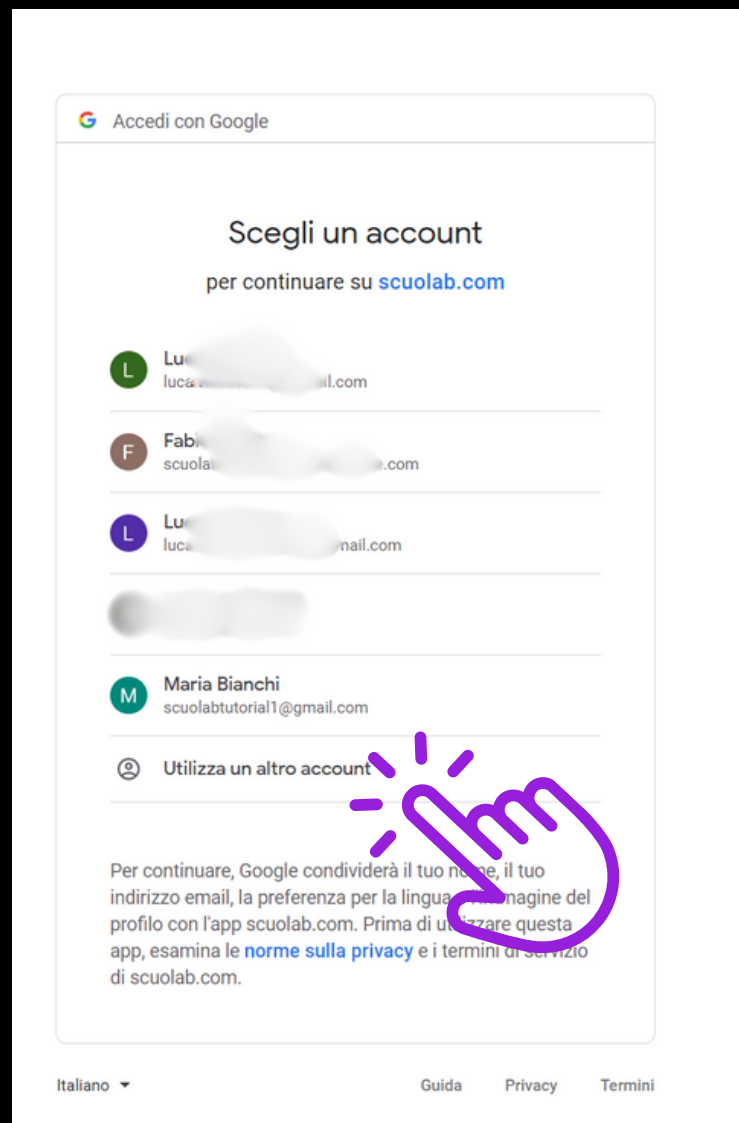 Accedi con Google
Scegli un account
per continuare su scuolab.com
L
F
L
Maria Bianchi
M
scuolabtutorial1@gmail.com
Utilizza un altro account
Per continuare, Google condividerà il tuo nome, il tuo
indirizzo email, la preferenza per la lingua e l'immagine del
profilo con l'app scuolab.com. Prima di utilizzare questa
app, esamina le norme sulla privacy e i termini di servizio
di scuolab.com.
Italiano
Guida Privacy Termini